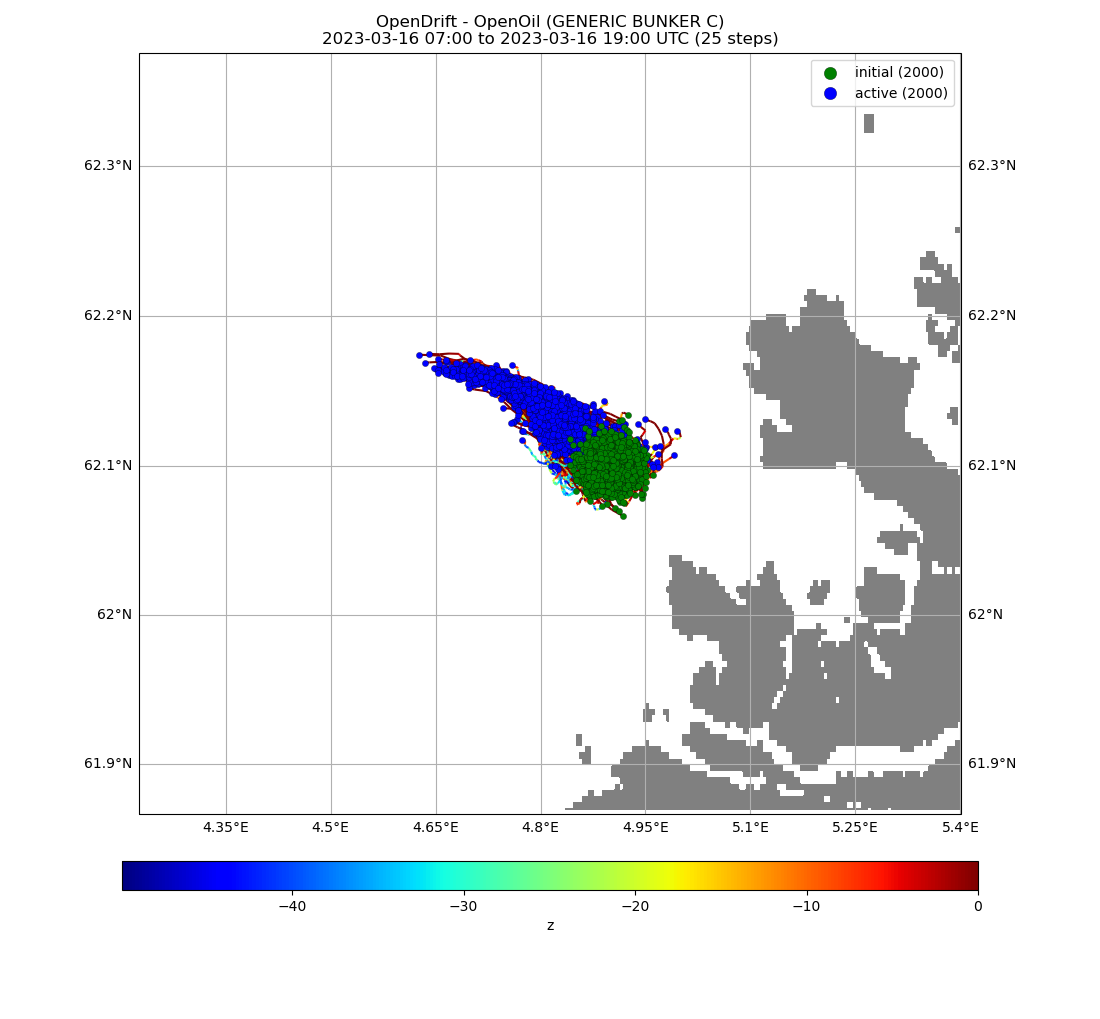 OpenDrift - OpenOil (GENERIC BUNKER C)
2023-03-16 07:00 to 2023-03-16 19:00 UTC (25 steps)
initial (2000)
active (2000)
62.3°N 62.3°N
62.2°N 62.2°N
62.1°N 62.1°N
62°N 62°N
61.9°N 61.9°N
4.35°E 4.5°E 4.65°E 4.8°E 4.95°E 5.1°E 5.25°E 5.4°E
−40 −30 −20 −10 0
z